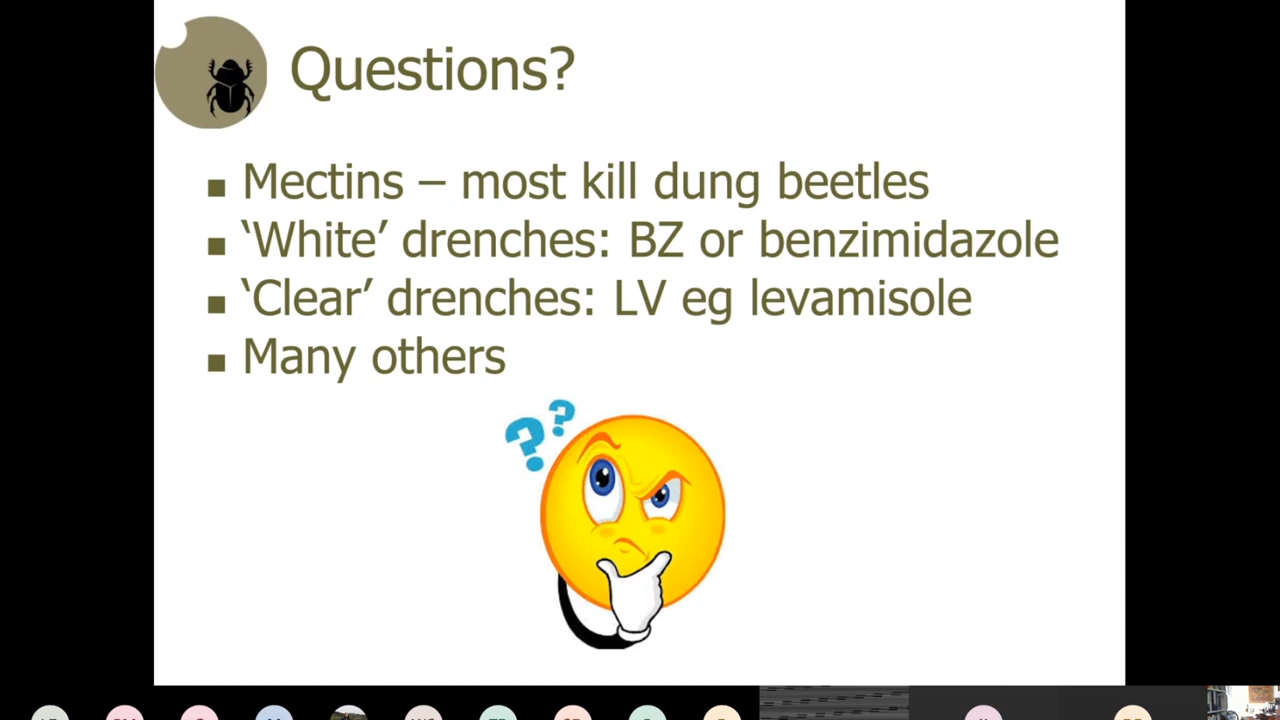 Questions?
Mectins – most kill dung beetles
‘White’ drenches: BZ or benzimidazole
‘Clear’ drenches: LV eg levamisole
Many others
? ?